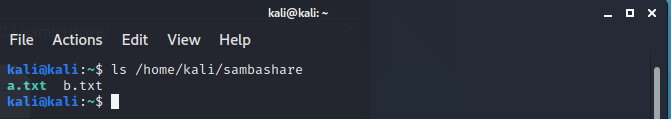 kali@kali: ~
File Actions Edit View Help
kali@kali:~$ ls /home/kali/sambashare
a.txt b.txt
kali@kali:~$